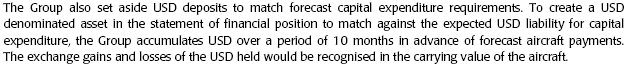 The Group also set aside USD deposits to match forecast capital expenditure requirements. To create a USD
denominated asset in the statement of financial position to match against the expected USD liability for capital
expenditure, the Group accumulates USD over a period of 10 months in advance of forecast aircraft payments.
The exchange gains and losses of the USD held would be recognised in the carrying value of the aircraft.